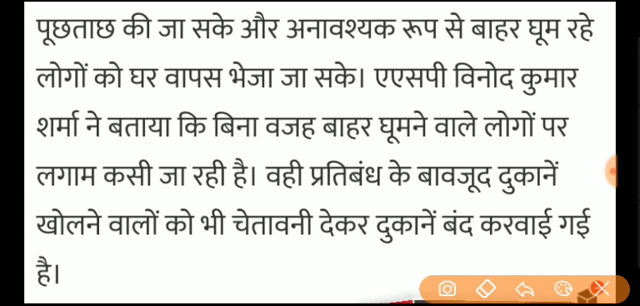 पूछताछ की जा सके और अनावश्यक रूप से बाहर घूम रहे
लोगों को घर वापस भेजा जा सके। एएसपी विनोद कुमार
शर्मा ने बताया कि बिना वजह बाहर घूमने वाले लोगों पर
लगाम कसी जा रही है। वही प्रतिबंध के बावजूद दुकानें
खोलने वालों को भी चेतावनी देकर दुकानें बंद करवाई गई
है।